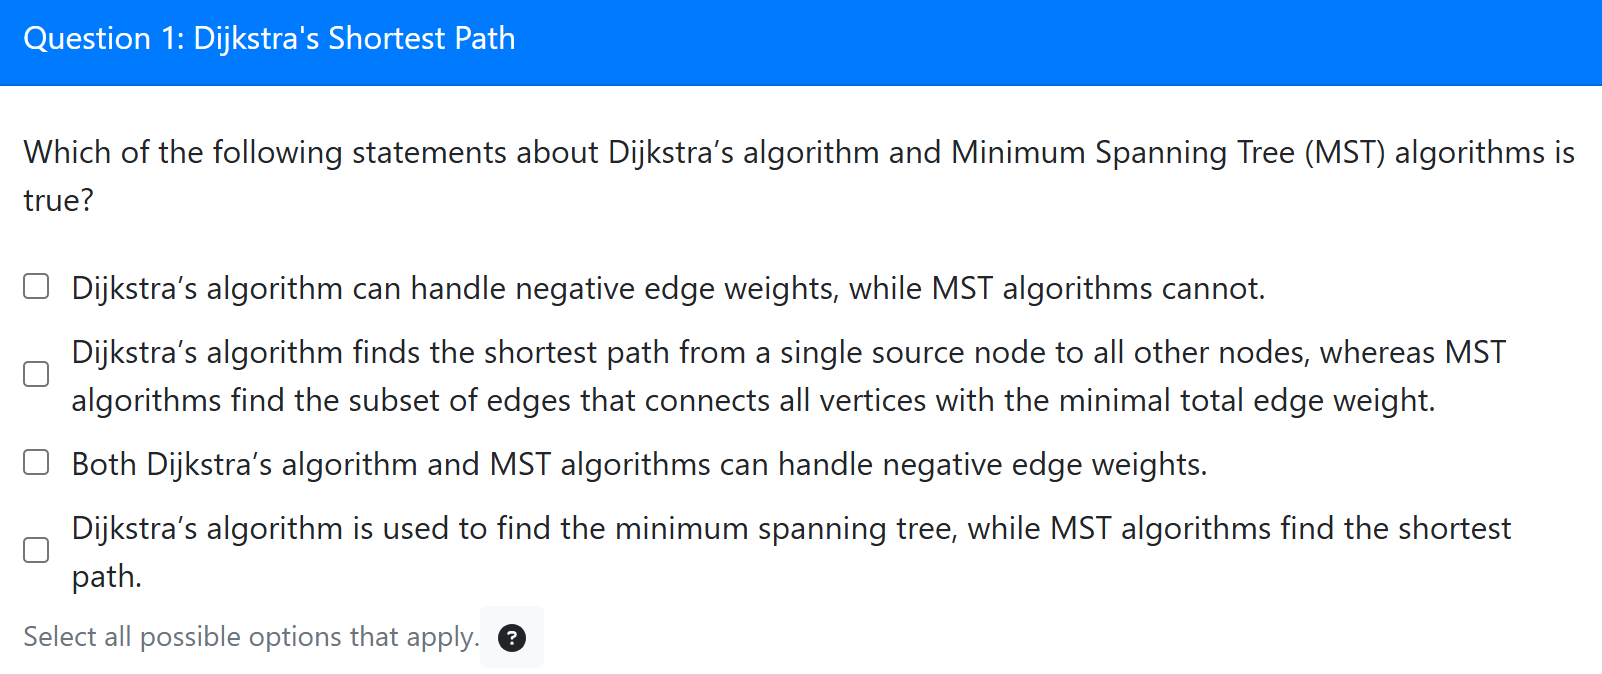 Question 1: Dijkstra's Shortest Path
Which of the following statements about Dijkstra’s algorithm and Minimum Spanning Tree (MST) algorithms is
true?
Dijkstra’s algorithm can handle negative edge weights, while MST algorithms cannot.
Dijkstra’s algorithm finds the shortest path from a single source node to all other nodes, whereas MST
algorithms find the subset of edges that connects all vertices with the minimal total edge weight.
Both Dijkstra’s algorithm and MST algorithms can handle negative edge weights.
Dijkstra’s algorithm is used to find the minimum spanning tree, while MST algorithms find the shortest
path.
Select all possible options that apply. ?